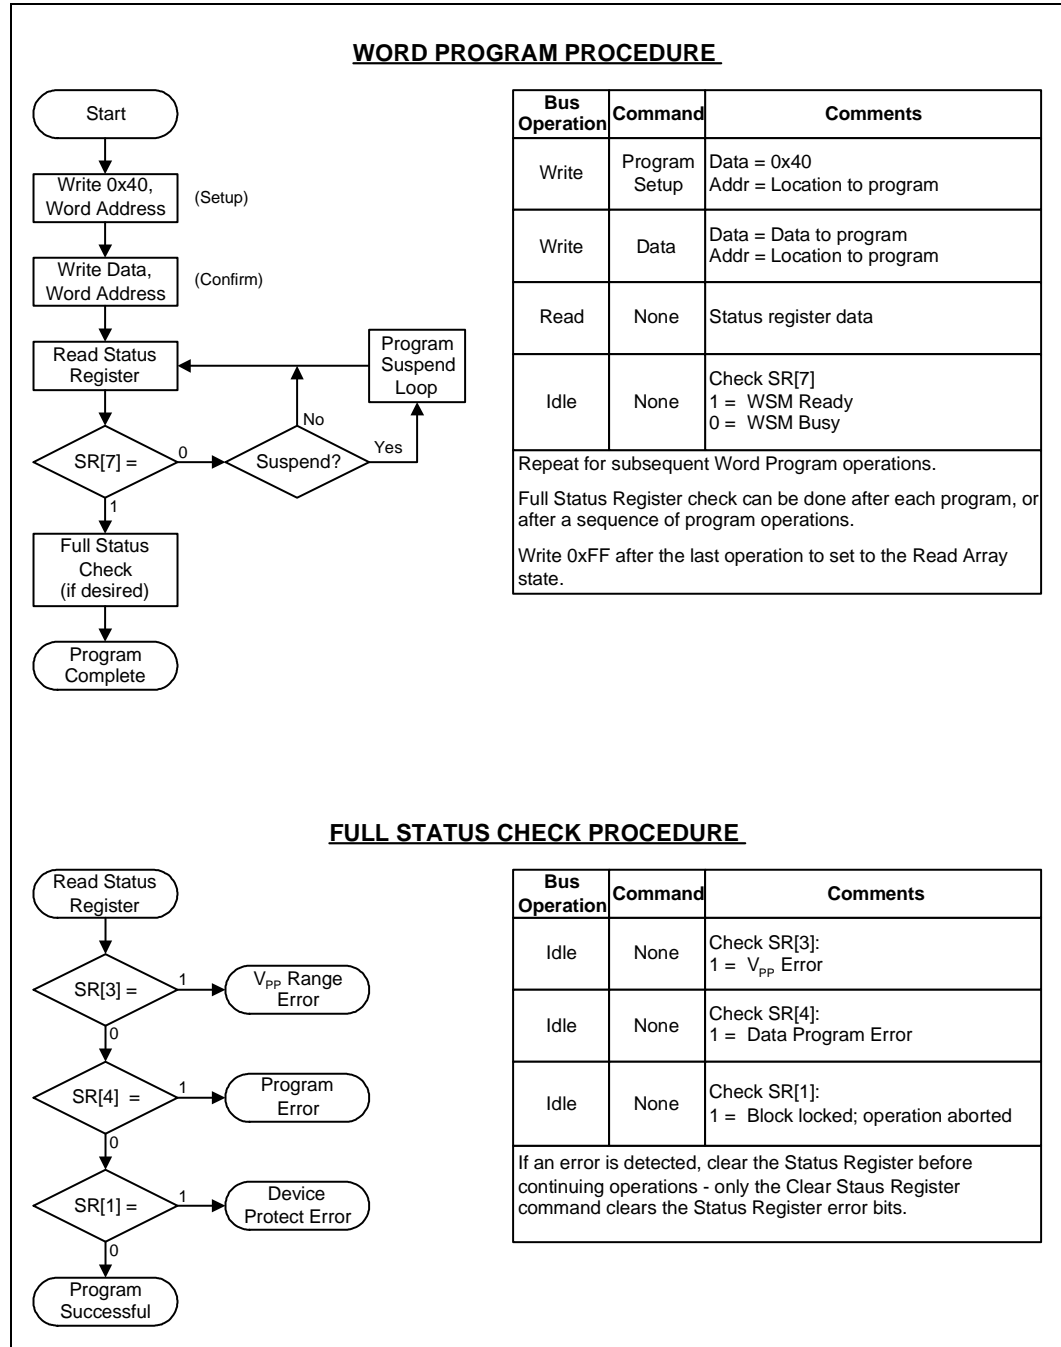 WORD PROGRAM PROCEDURE
Start
Write 0x40,
Word Address
(Setup)
Write Data,
Word Address
(Confirm)
Read Status
Register
Program
Suspend
Loop
No
Yes
SR[7] =
0
Suspend?
1
Full Status
Check
(if desired)
Program
Complete
Bus
Operation
Command
Comments
Write
Program
Setup
Data = 0x40
Addr = Location to program
Write
Data
Data = Data to program
Addr = Location to program
Read
None
Status register data
Idle
None
Check SR[7]
1 = WSM Ready
0 = WSM Busy
Repeat for subsequent Word Program operations.
Full Status Register check can be done after each program, or
after a sequence of program operations.
Write 0xFF after the last operation to set to the Read Array
state.
FULL STATUS CHECK PROCEDURE
Read Status
Register
SR[3] =
1
VPP Range
Error
0
SR[4] =
1
Program
Error
0
SR[1] =
1
Device
Protect Error
0
Program
Successful
Bus
Operation
Command
Comments
Idle
None
Check SR[3]:
1 = VPP Error
Idle
None
Check SR[4]:
1 = Data Program Error
Idle
None
Check SR[1]:
1 = Block locked; operation aborted
If an error is detected, clear the Status Register before
continuing operations - only the Clear Staus Register
command clears the Status Register error bits.